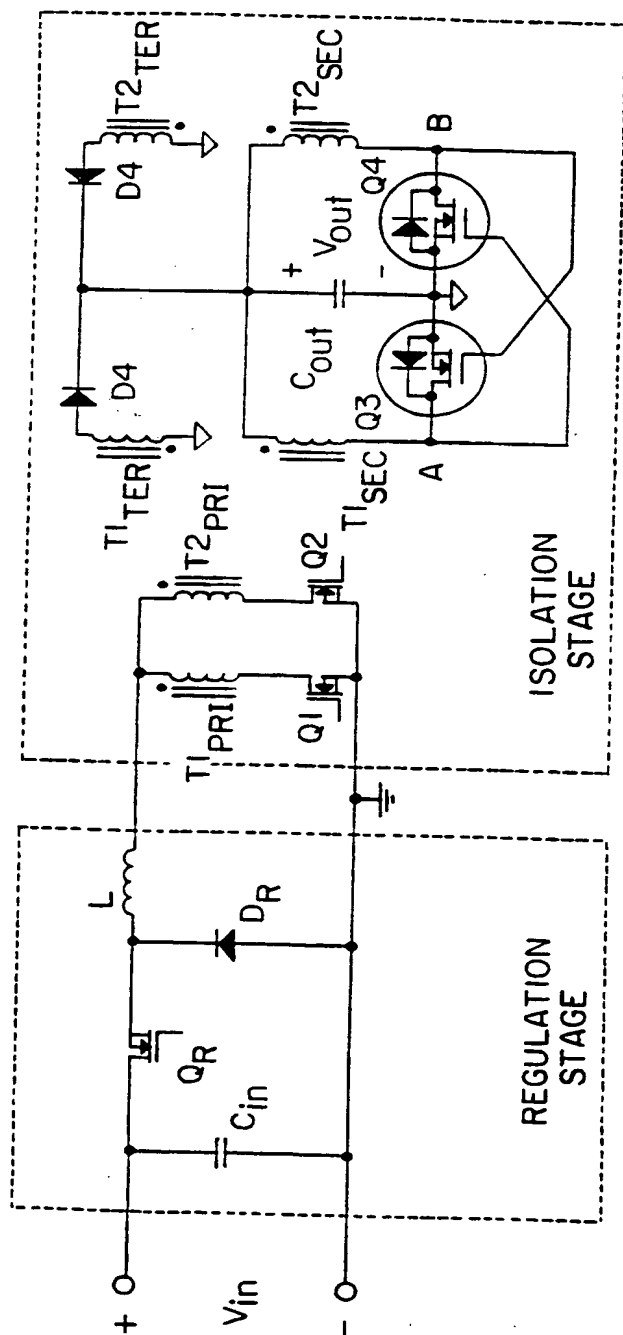 +
Vin
-
Cin
QR
DR
L
REGULATION
STAGE
T1PRI
T2PRI
Q1
Q2
T1TER
D4
D4
T2TER
T1SEC
T2SEC
Cout
+
Vout
-
Q3
Q4
A
B
ISOLATION
STAGE